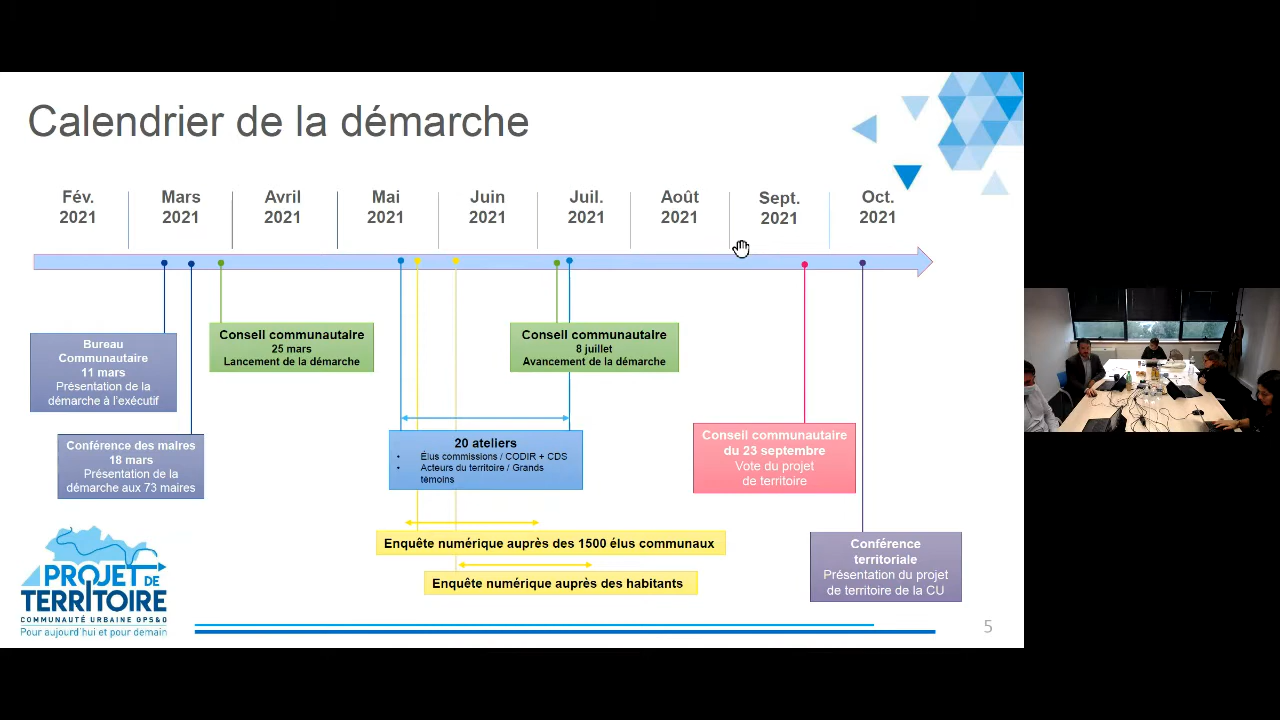 Calendrier de la démarche
Fév.
2021
Mars
2021
Avril
2021
Mai
2021
Juin
2021
Juil.
2021
Août
2021
Sept.
2021
Oct.
2021
Bureau
Communautaire
11 mars
Présentation de la
démarche à l'exécutif
Conférence des maires
18 mars
Présentation de la
démarche aux 73 maires
Conseil communautaire
25 mars
Lancement de la démarche
Conseil communautaire
8 juillet
Avancement de la démarche
20 ateliers
• Élus commissions / CODIR + CDS
• Acteurs du territoire / Grands
témoins
Enquête numérique auprès des 1500 élus communaux
Enquête numérique auprès des habitants
Conseil communautaire
du 23 septembre
Vote du projet
de territoire
Conférence
territoriale
Présentation du projet
de territoire de la CU
PROJET DE
TERRITOIRE
COMMUNAUTÉ URBAINE GPS&O
Pour aujourd'hui et pour demain
5